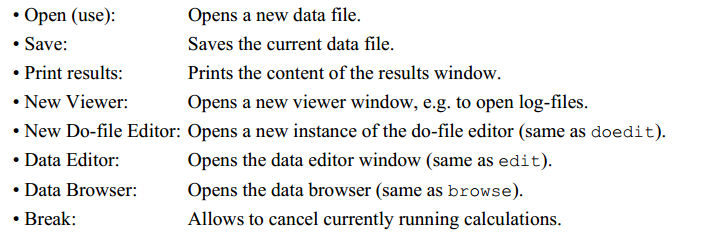 • Open (use): Opens a new data file.
• Save: Saves the current data file.
• Print results: Prints the content of the results window.
• New Viewer: Opens a new viewer window, e.g. to open log-files.
• New Do-file Editor: Opens a new instance of the do-file editor (same as doedit).
• Data Editor: Opens the data editor window (same as edit).
• Data Browser: Opens the data browser (same as browse).
• Break: Allows to cancel currently running calculations.